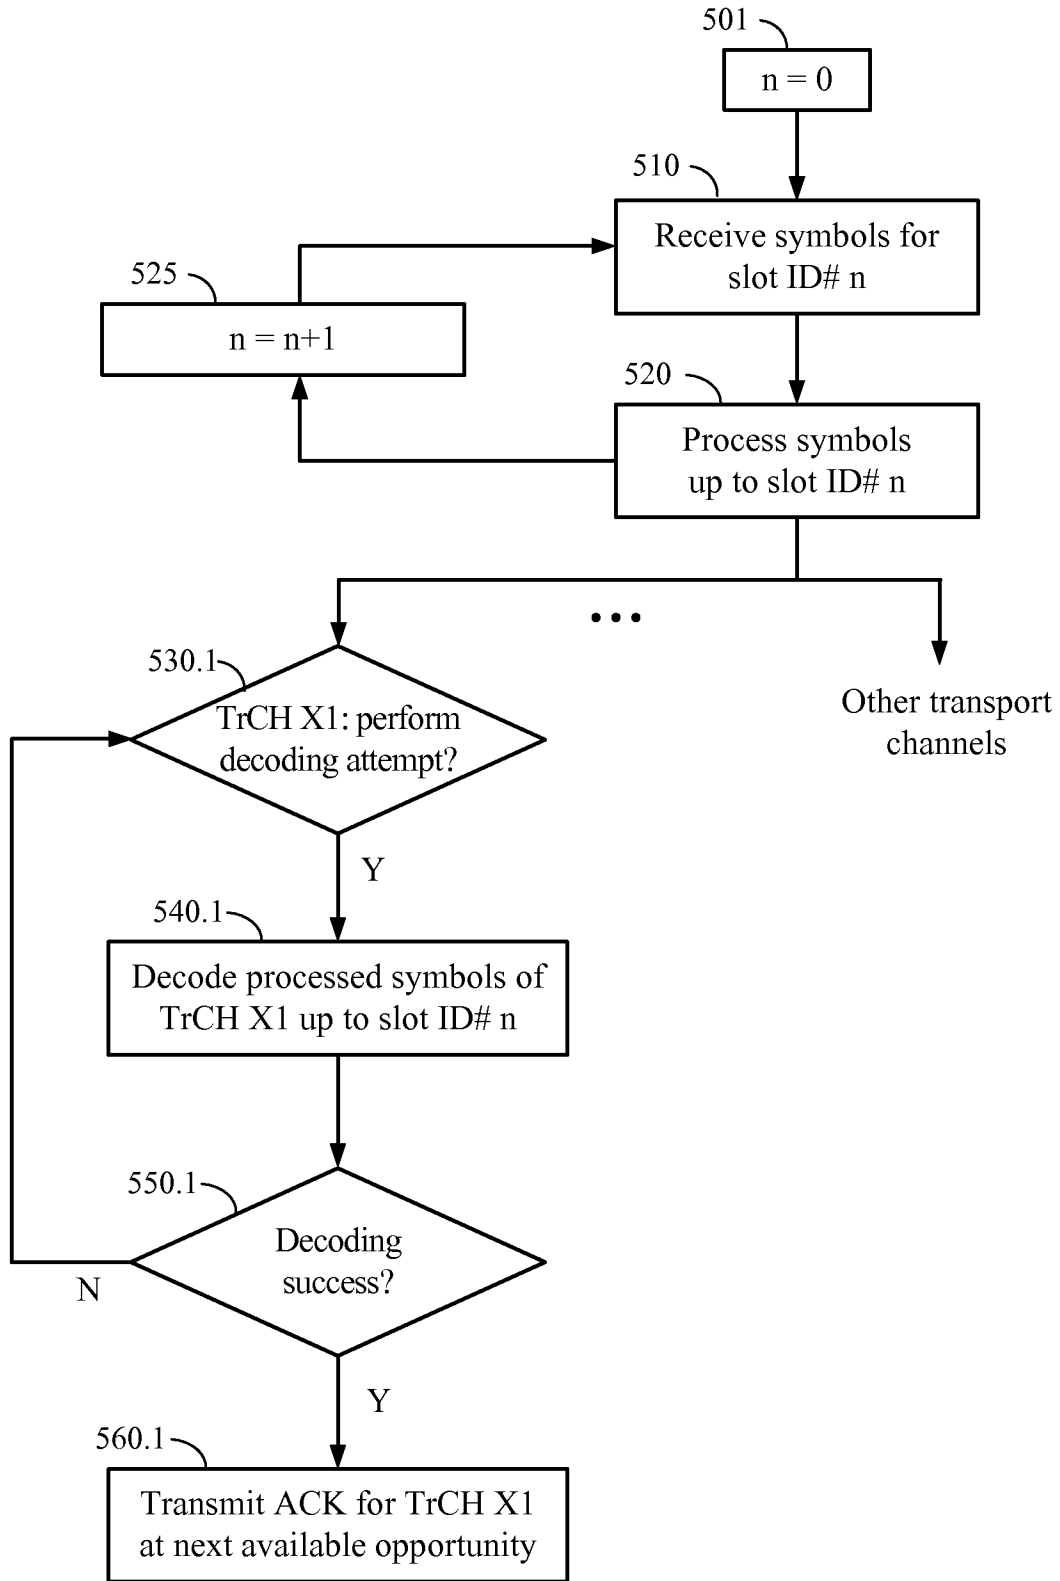 501
n = 0
510
Receive symbols for
slot ID# n
525
n = n+1
520
Process symbols
up to slot ID# n
...
530.1
TrCH X1: perform
decoding attempt?
Other transport
channels
Y
540.1
Decode processed symbols of
TrCH X1 up to slot ID# n
550.1
Decoding
success?
N
Y
560.1
Transmit ACK for TrCH X1
at next available opportunity